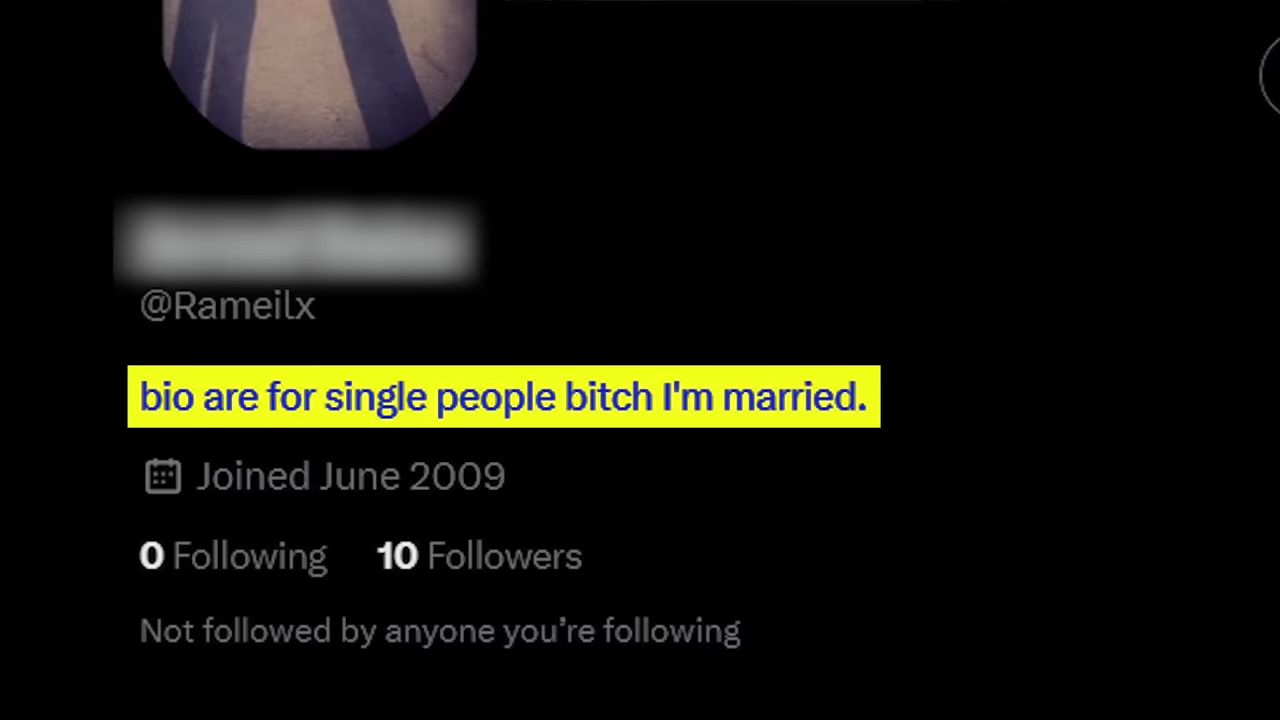 @Rameilx
bio are for single people bitch I'm married.
Joined June 2009
0 Following 10 Followers
Not followed by anyone you’re following